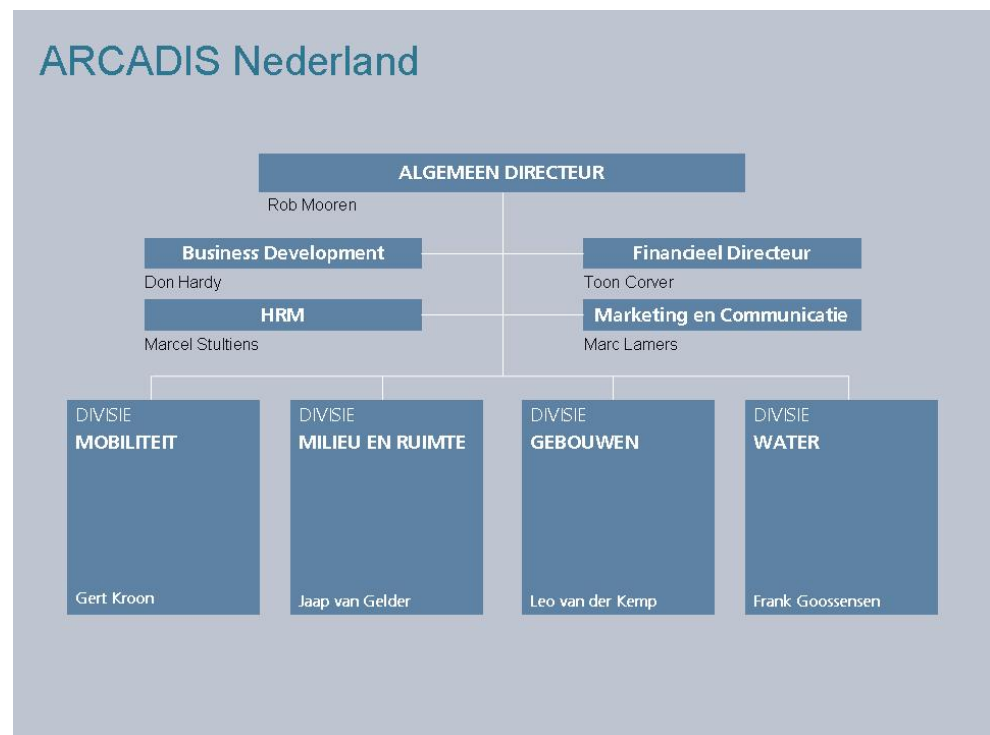 ARCADIS Nederland
ALGEMEEN DIRECTEUR
Rob Mooren
Business Development
Financieel Directeur
Don Hardy
Toon Corver
HRM
Marketing en Communicatie
Marcel Stultiens
Marc Lamers
DIVISIE
MOBILITEIT
Gert Kroon
DIVISIE
MILIEU EN RUIMTE
Jaap van Gelder
DIVISIE
GEBOUWEN
Leo van der Kemp
DIVISIE
WATER
Frank Goossensen